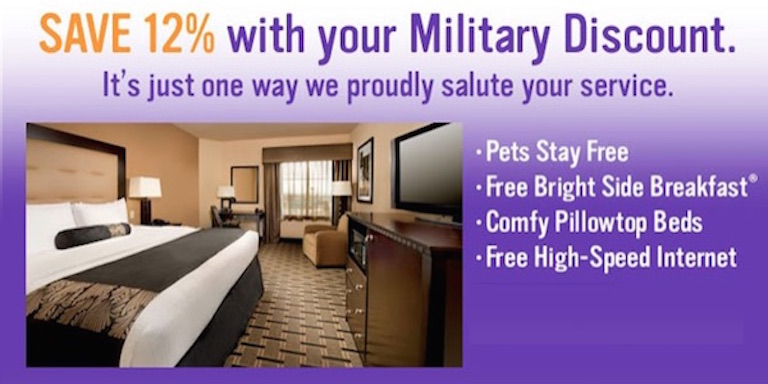 SAVE 12% with your Military Discount.
It's just one way we proudly salute your service.
· Pets Stay Free
· Free Bright Side Breakfast®
· Comfy Pillowtop Beds
· Free High-Speed Internet